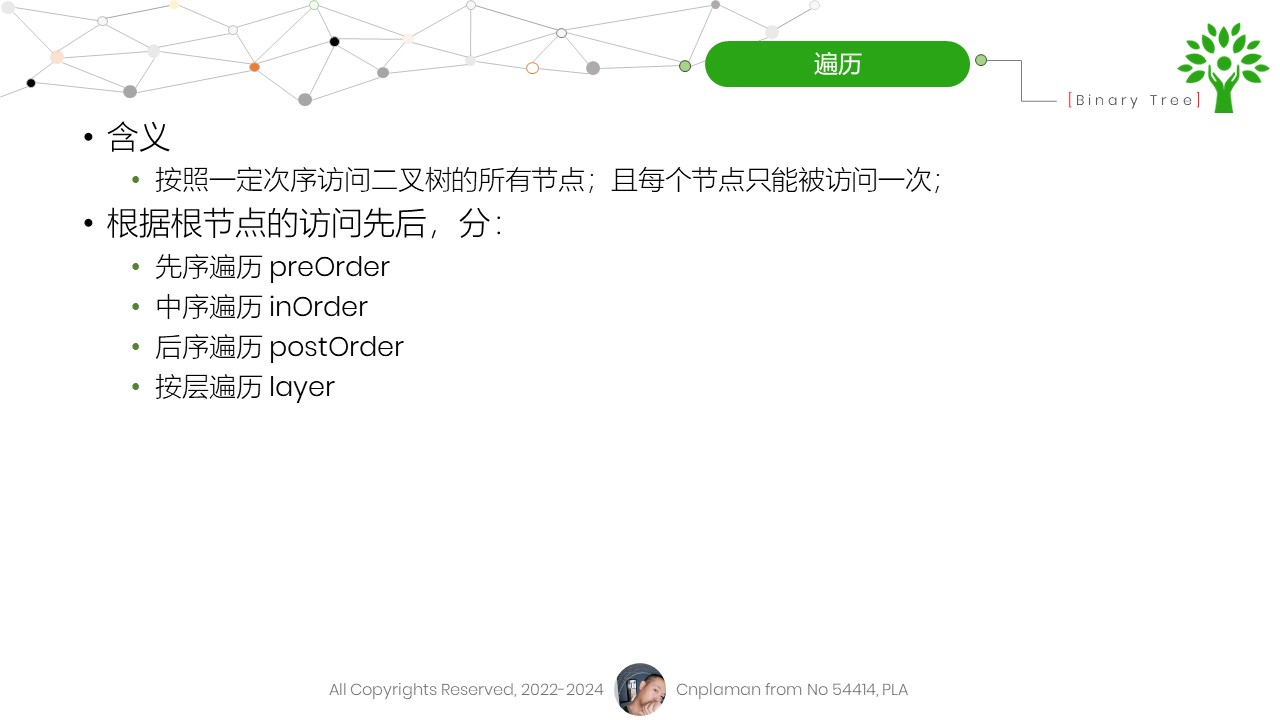 遍历
[Binary Tree]
• 含义
• 按照一定次序访问二叉树的所有节点；且每个节点只能被访问一次；
• 根据根节点的访问先后，分：
• 先序遍历 preOrder
• 中序遍历 inOrder
• 后序遍历 postOrder
• 按层遍历 layer
All Copyrights Reserved, 2022-2024 Cnplaman from No 54414, PLA